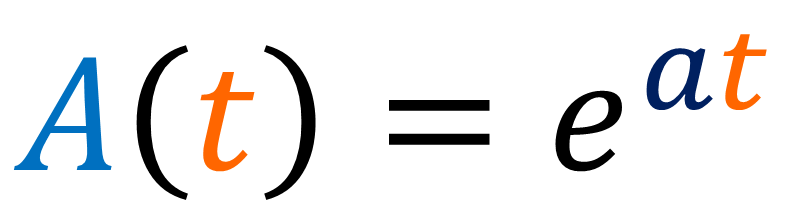 A(t) = e^{at}